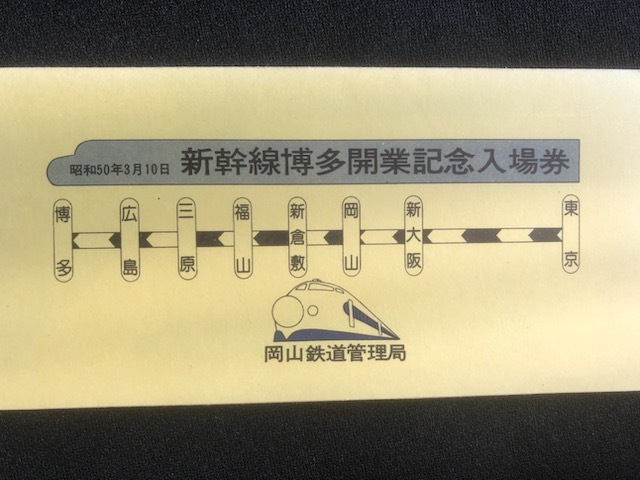 昭和50年3月10日 新幹線博多開業記念入場券
博多
広島
三原
福山
新倉敷
岡山
新大阪
東京
岡山鉄道管理局